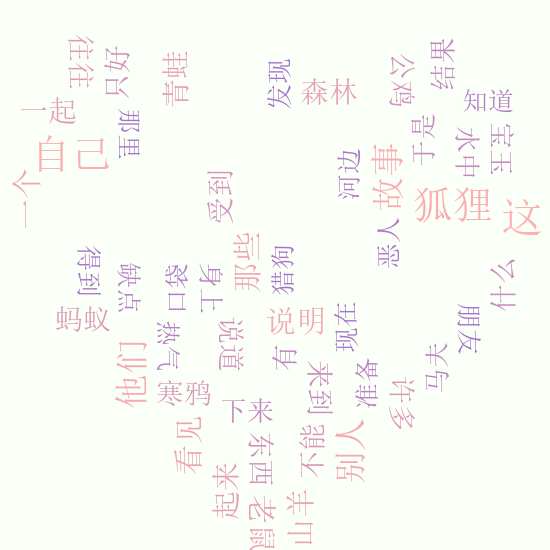 往往
只好
青蛙
发现
森林
公鸡
结果
知道
一起
那里
自己
一个
受到
河边
故事
于是
水中
宝玉
狐狸
这
恶人
得到
缺点
袋口
身上
那些
猎狗
什么
蚂蚁
热气
说道
说明
有
现在
朋友
他们
寒鸦
下来
来到
准备
许多
马夫
看见
起来
东西
不能
别人
老鼠
山羊